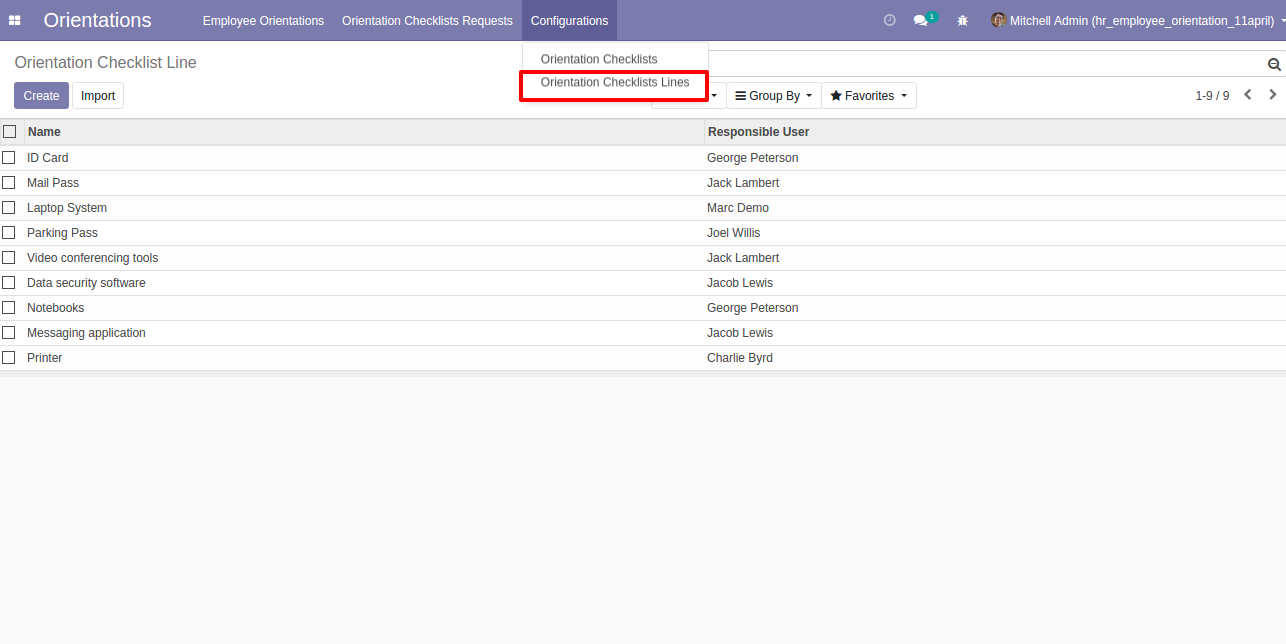 Orientations Employee Orientations Orientation Checklists Requests Configurations 1 Mitchell Admin (hr_employee_orientation_11april)
Orientation Checklist Line
Orientation Checklists
Orientation Checklists Lines
Create Import Group By Favorites 1-9 / 9
Name Responsible User
ID Card George Peterson
Mail Pass Jack Lambert
Laptop System Marc Demo
Parking Pass Joel Willis
Video conferencing tools Jack Lambert
Data security software Jacob Lewis
Notebooks George Peterson
Messaging application Jacob Lewis
Printer Charlie Byrd